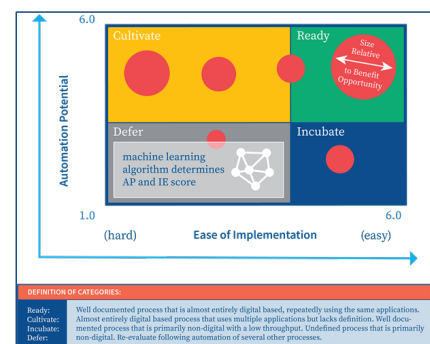 6.0
Cultivate
Ready
Size
Relative
to Benefit
Opportunity
Automation Potential
Defer
Incubate
machine learning
algorithm determines
AP and IE score
1.0
6.0
(hard)
Ease of Implementation
(easy)
DEFINITION OF CATEGORIES:
Ready: Well documented process that is almost entirely digital based, repeatedly using the same applications.
Cultivate: Almost entirely digital based process that uses multiple applications but lacks definition. Well docu-
Incubate: mented process that is primarily non-digital with a low throughput. Undefined process that is primarily
Defer: non-digital. Re-evaluate following automation of several other processes.